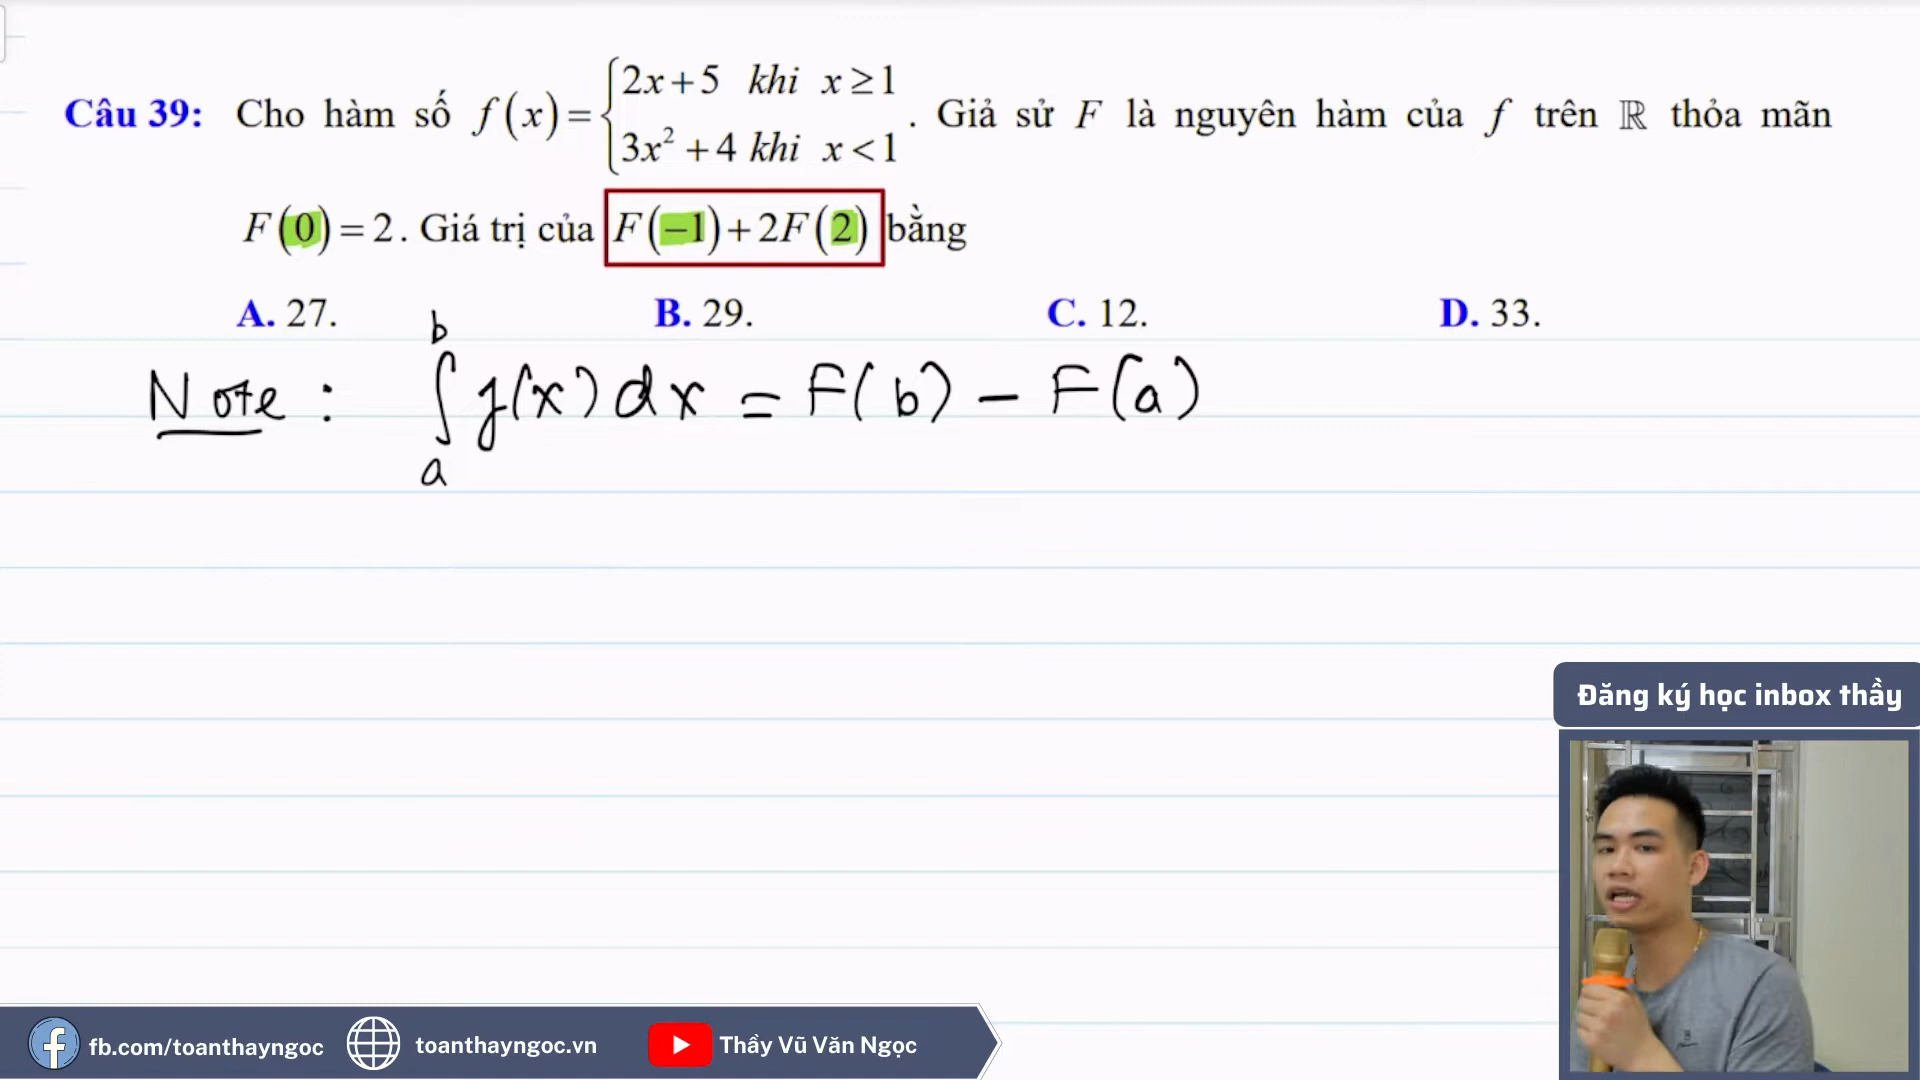 Câu 39: Cho hàm số f(x) = { 2x+5 khi x ≥ 1
3x² + 4 khi x < 1 . Giả sử F là nguyên hàm của f trên ℝ thỏa mãn
F(0) = 2. Giá trị của F(−1) + 2F(2) bằng
A. 27. B. 29. C. 12. D. 33.
Note : ∫ₐᵇ f(x) dx = F(b) − F(a)
Đăng ký học inbox thầy
fb.com/toanthayngoc toanthayngoc.vn Thầy Vũ Văn Ngọc